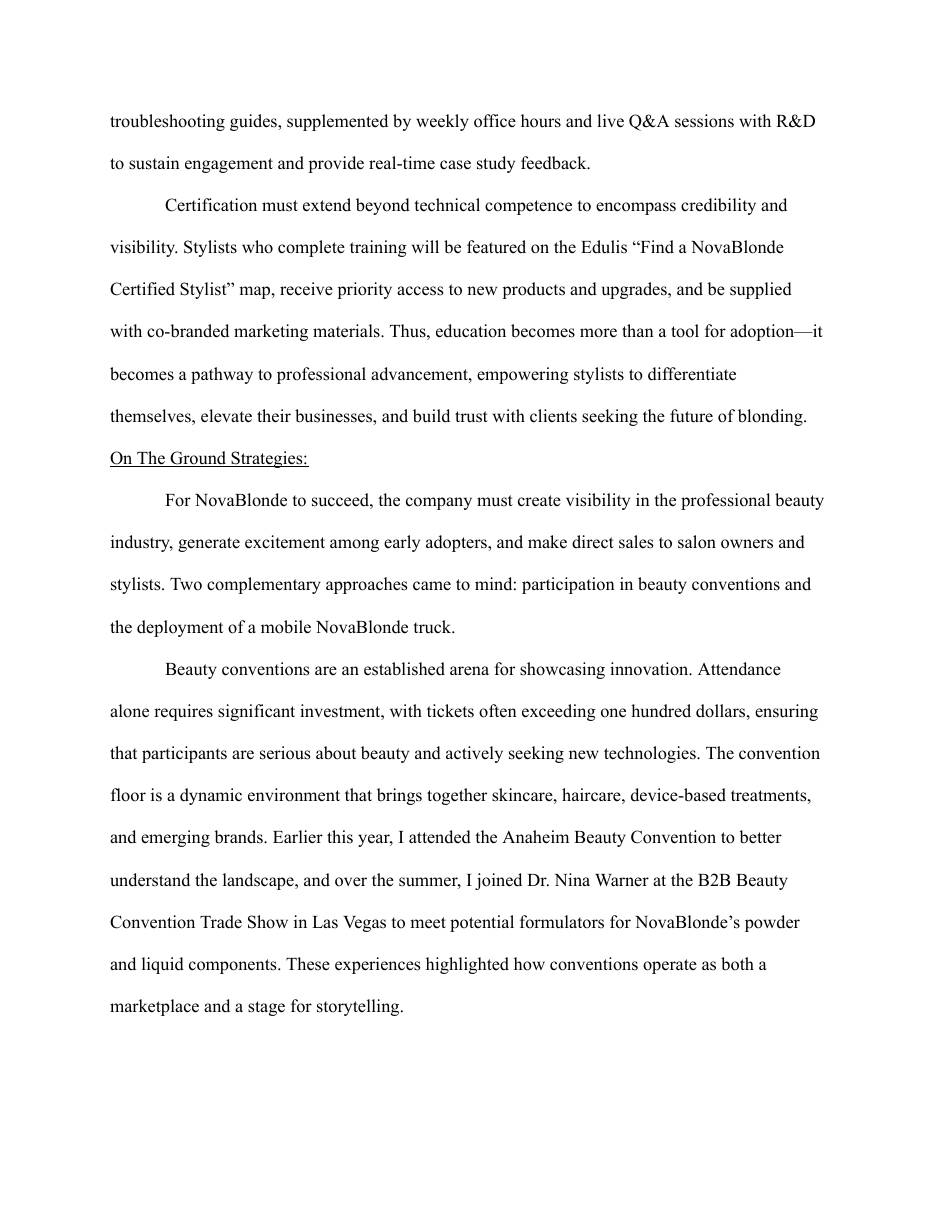 troubleshooting guides, supplemented by weekly office hours and live Q&A sessions with R&D
to sustain engagement and provide real-time case study feedback.
Certification must extend beyond technical competence to encompass credibility and
visibility. Stylists who complete training will be featured on the Edulis “Find a NovaBlonde
Certified Stylist” map, receive priority access to new products and upgrades, and be supplied
with co-branded marketing materials. Thus, education becomes more than a tool for adoption—it
becomes a pathway to professional advancement, empowering stylists to differentiate
themselves, elevate their businesses, and build trust with clients seeking the future of blonding.
On The Ground Strategies:
For NovaBlonde to succeed, the company must create visibility in the professional beauty
industry, generate excitement among early adopters, and make direct sales to salon owners and
stylists. Two complementary approaches came to mind: participation in beauty conventions and
the deployment of a mobile NovaBlonde truck.
Beauty conventions are an established arena for showcasing innovation. Attendance
alone requires significant investment, with tickets often exceeding one hundred dollars, ensuring
that participants are serious about beauty and actively seeking new technologies. The convention
floor is a dynamic environment that brings together skincare, haircare, device-based treatments,
and emerging brands. Earlier this year, I attended the Anaheim Beauty Convention to better
understand the landscape, and over the summer, I joined Dr. Nina Warner at the B2B Beauty
Convention Trade Show in Las Vegas to meet potential formulators for NovaBlonde’s powder
and liquid components. These experiences highlighted how conventions operate as both a
marketplace and a stage for storytelling.